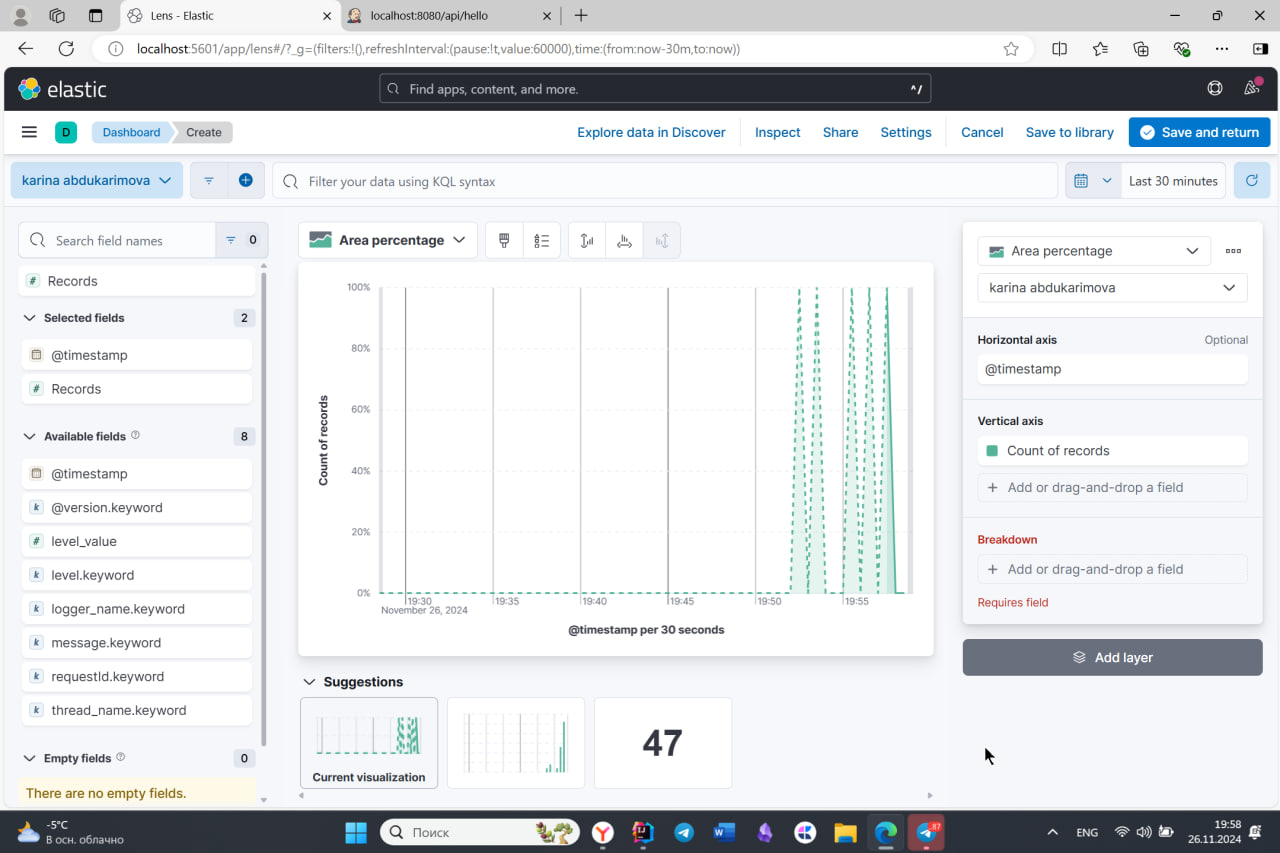 Lens - Elastic
localhost:8080/api/hello
localhost:5601/app/lens#/?_g=(filters:!(),refreshInterval:(pause:!t,value:60000),time:(from:now-30m,to:now))
elastic
Find apps, content, and more.
^/
D
Dashboard
Create
Explore data in Discover
Inspect
Share
Settings
Cancel
Save to library
Save and return
karina abdukarimova
Filter your data using KQL syntax
Last 30 minutes
Search field names
0
# Records
Selected fields
2
@timestamp
# Records
Available fields
8
@timestamp
k @version.keyword
# level_value
k level.keyword
k logger_name.keyword
k message.keyword
k requestId.keyword
k thread_name.keyword
Empty fields
0
There are no empty fields.
Area percentage
100%
80%
60%
40%
20%
0%
Count of records
19:30
19:35
19:40
19:45
19:50
19:55
November 26, 2024
@timestamp per 30 seconds
Suggestions
Current visualization
47
Area percentage
karina abdukarimova
Horizontal axis
Optional
@timestamp
Vertical axis
Count of records
+ Add or drag-and-drop a field
Breakdown
+ Add or drag-and-drop a field
Requires field
Add layer
-5°C
В осн. облачно
Поиск
87
ENG
19:58
26.11.2024